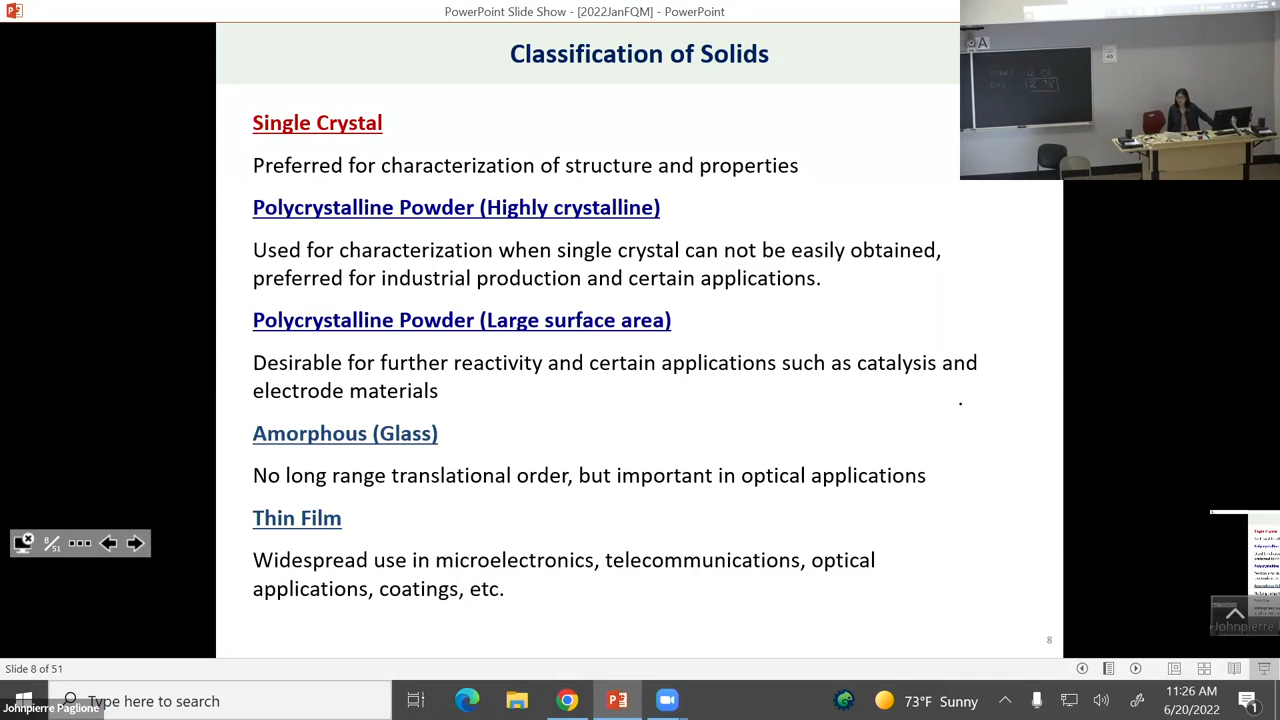 PowerPoint Slide Show - [2022JanFQM] - PowerPoint
Classification of Solids
A
Single Crystal
Preferred for characterization of structure and properties
Polycrystalline Powder (Highly crystalline)
Used for characterization when single crystal can not be easily obtained,
preferred for industrial production and certain applications.
Polycrystalline Powder (Large surface area)
Desirable for further reactivity and certain applications such as catalysis and
electrode materials
Amorphous (Glass)
No long range translational order, but important in optical applications
Thin Film
Widespread use in microelectronics, telecommunications, optical
applications, coatings, etc.
8/51
8
Slide 8 of 51
Type here to search
Johnpierre Paglione
73°F Sunny
11:26 AM
6/20/2022
1